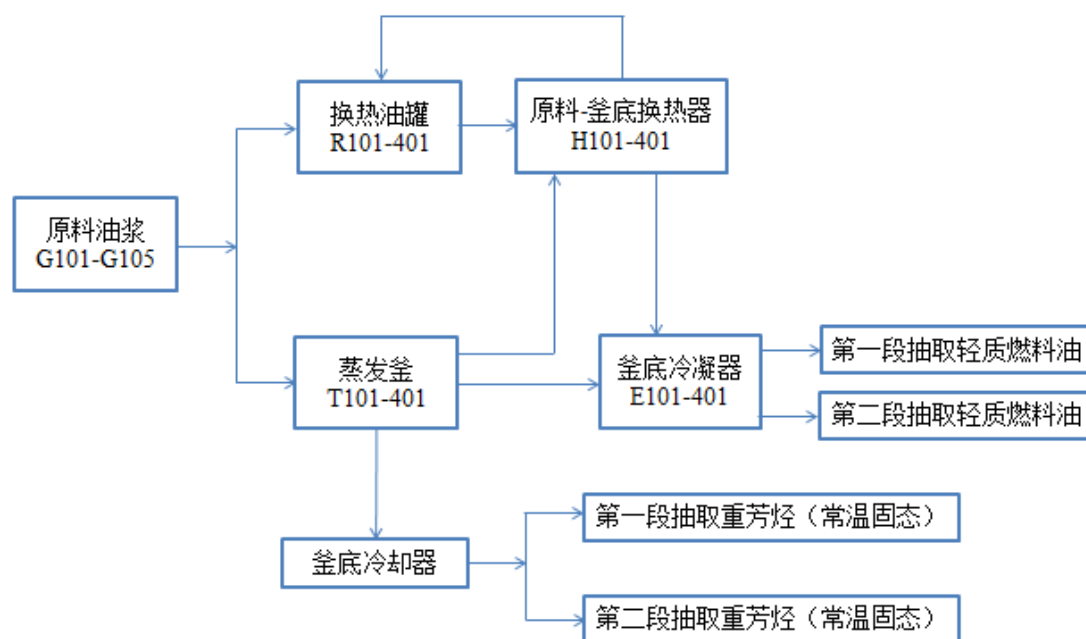 换热油罐
R101-401
原料-釜底换热器
H101-401
原料油浆
G101-G105
蒸发釜
T101-401
釜底冷凝器
E101-401
第一段抽取轻质燃料油
第二段抽取轻质燃料油
釜底冷却器
第一段抽取重芳烃（常温固态）
第二段抽取重芳烃（常温固态）